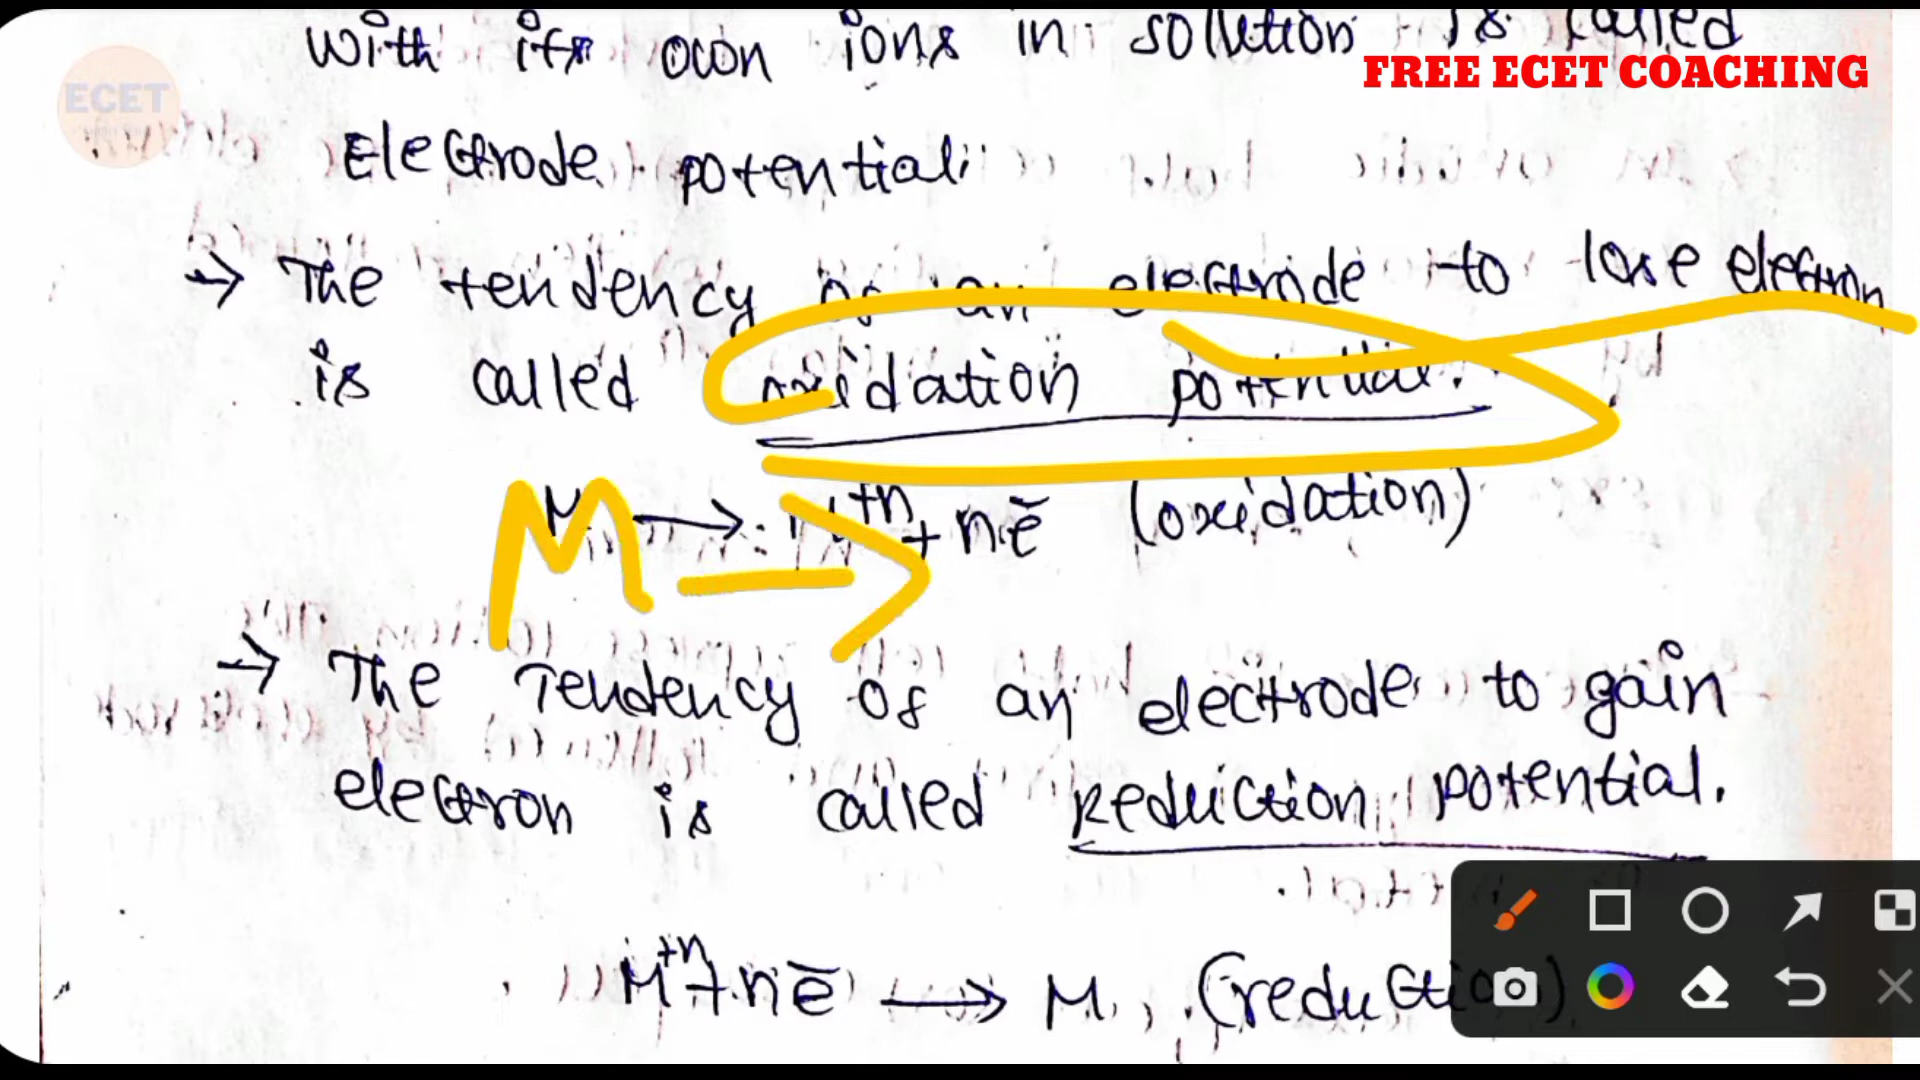 with its own ions in solution is called
FREE ECET COACHING
ECET
Electrode potential.
→ The tendency of an electrode to lose electron
is called oxidation potential.
M → M⁺ⁿ + nē (oxidation)
M →
→ The Tendency of an electrode to gain
electron is called Reduction potential.
M⁺ⁿ + nē → M (reduction)